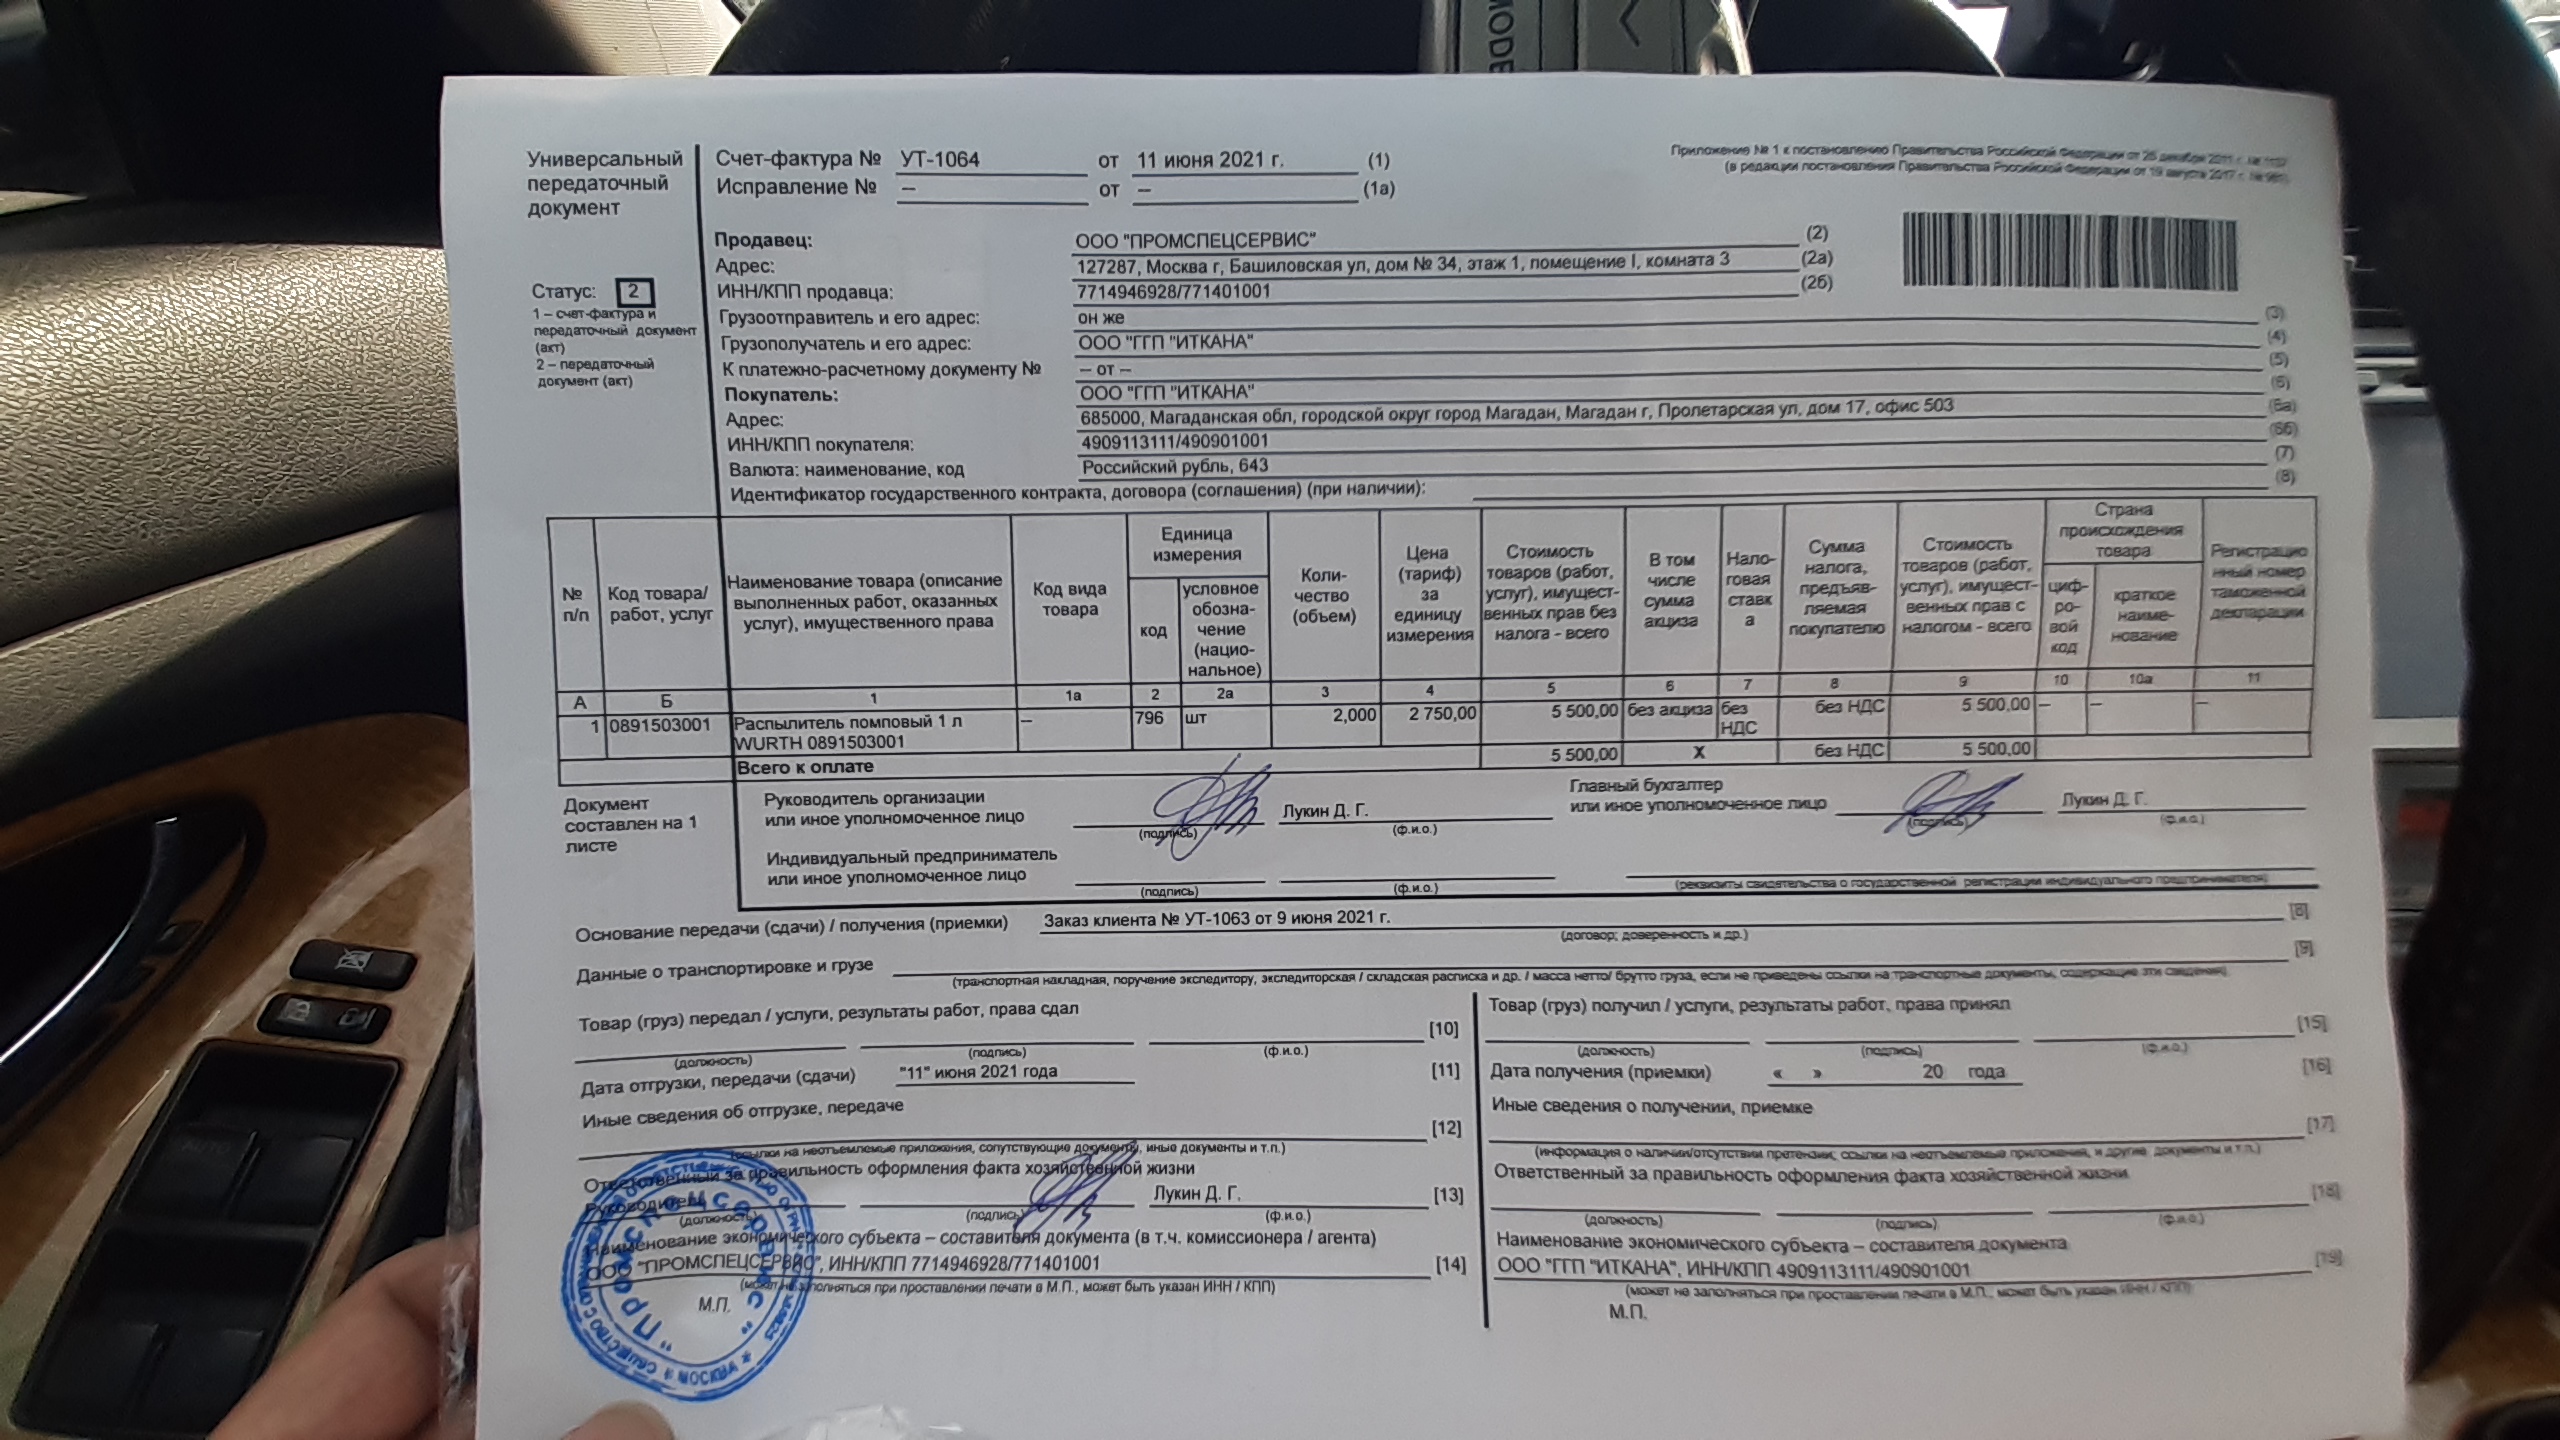 MODE
Универсальный
передаточный
документ
Счет-фактура № УТ-1064 от 11 июня 2021 г. (1)
Исправление № – от – (1а)
Приложение № 1 к постановлению Правительства Российской Федерации от 26 декабря 2011 г.
(в редакции постановления Правительства Российской Федерации от 19 августа 2017 г.
Статус: 2
1 – счет-фактура и
передаточный документ
(акт)
2 – передаточный
документ (акт)
Продавец: ООО "ПРОМСПЕЦСЕРВИС" (2)
Адрес: 127287, Москва г, Башиловская ул, дом № 34, этаж 1, помещение I, комната 3 (2а)
ИНН/КПП продавца: 7714946928/771401001 (2б)
Грузоотправитель и его адрес: он же (3)
Грузополучатель и его адрес: ООО "ГГП "ИТКАНА" (4)
К платежно-расчетному документу № – от – (5)
Покупатель: ООО "ГГП "ИТКАНА" (6)
Адрес: 685000, Магаданская обл, городской округ город Магадан, Магадан г, Пролетарская ул, дом 17, офис 503 (6а)
ИНН/КПП покупателя: 4909113111/490901001 (6б)
Валюта: наименование, код Российский рубль, 643 (7)
Идентификатор государственного контракта, договора (соглашения) (при наличии): (8)
№ п/п
Код товара/ работ, услуг
Наименование товара (описание выполненных работ, оказанных услуг), имущественного права
Код вида товара
Единица измерения
код
условное обозна- чение (нацио- нальное)
Коли- чество (объем)
Цена (тариф) за единицу измерения
Стоимость товаров (работ, услуг), имущест- венных прав без налога - всего
В том числе сумма акциза
Нало- говая ставк а
Сумма налога, предъяв- ляемая покупателю
Стоимость товаров (работ, услуг), имущест- венных прав с налогом - всего
Страна происхождения товара
циф- ро- вой код
краткое наиме- нование
Регистрацио нный номер таможенной декларации
А Б 1 1а 2 2а 3 4 5 6 7 8 9 10 10а 11
1 0891503001 Распылитель помповый 1 л – 796 шт 2,000 2 750,00 5 500,00 без акциза без без НДС 5 500,00 – – –
WURTH 0891503001 НДС
Всего к оплате 5 500,00 X без НДС 5 500,00
Документ
составлен на 1
листе
Руководитель организации
или иное уполномоченное лицо Лукин Д. Г.
(подпись) (ф.и.о.)
Главный бухгалтер
или иное уполномоченное лицо Лукин Д. Г.
(подпись) (ф.и.о.)
Индивидуальный предприниматель
или иное уполномоченное лицо
(подпись) (ф.и.о.) (реквизиты свидетельства о государственной регистрации индивидуального предпринимателя)
Основание передачи (сдачи) / получения (приемки) Заказ клиента № УТ-1063 от 9 июня 2021 г. [8]
(договор; доверенность и др.)
Данные о транспортировке и грузе [9]
(транспортная накладная, поручение экспедитору, экспедиторская / складская расписка и др. / масса нетто/ брутто груза, если не приведены ссылки на транспортные документы, содержащие эти сведения)
Товар (груз) передал / услуги, результаты работ, права сдал
[10]
(должность) (подпись) (ф.и.о.)
Дата отгрузки, передачи (сдачи) "11" июня 2021 года [11]
Иные сведения об отгрузке, передаче
[12]
(ссылки на неотъемлемые приложения, сопутствующие документы, иные документы и т.п.)
Ответственный за правильность оформления факта хозяйственной жизни
Руководитель Лукин Д. Г. [13]
(должность) (подпись) (ф.и.о.)
Наименование экономического субъекта – составителя документа (в т.ч. комиссионера / агента)
ООО "ПРОМСПЕЦСЕРВИС", ИНН/КПП 7714946928/771401001 [14]
(может не заполняться при проставлении печати в М.П., может быть указан ИНН / КПП)
М.П.
"Промспецсервис"
МОСКВА
Товар (груз) получил / услуги, результаты работ, права принял
[15]
(должность) (подпись) (ф.и.о.)
Дата получения (приемки) « » 20 года [16]
Иные сведения о получении, приемке
[17]
(информация о наличии/отсутствии претензии; ссылки на неотъемлемые приложения, и другие документы и т.п.)
Ответственный за правильность оформления факта хозяйственной жизни
[18]
(должность) (подпись) (ф.и.о.)
Наименование экономического субъекта – составителя документа
ООО "ГГП "ИТКАНА", ИНН/КПП 4909113111/490901001 [19]
(может не заполняться при проставлении печати в М.П., может быть указан ИНН / КПП)
М.П.